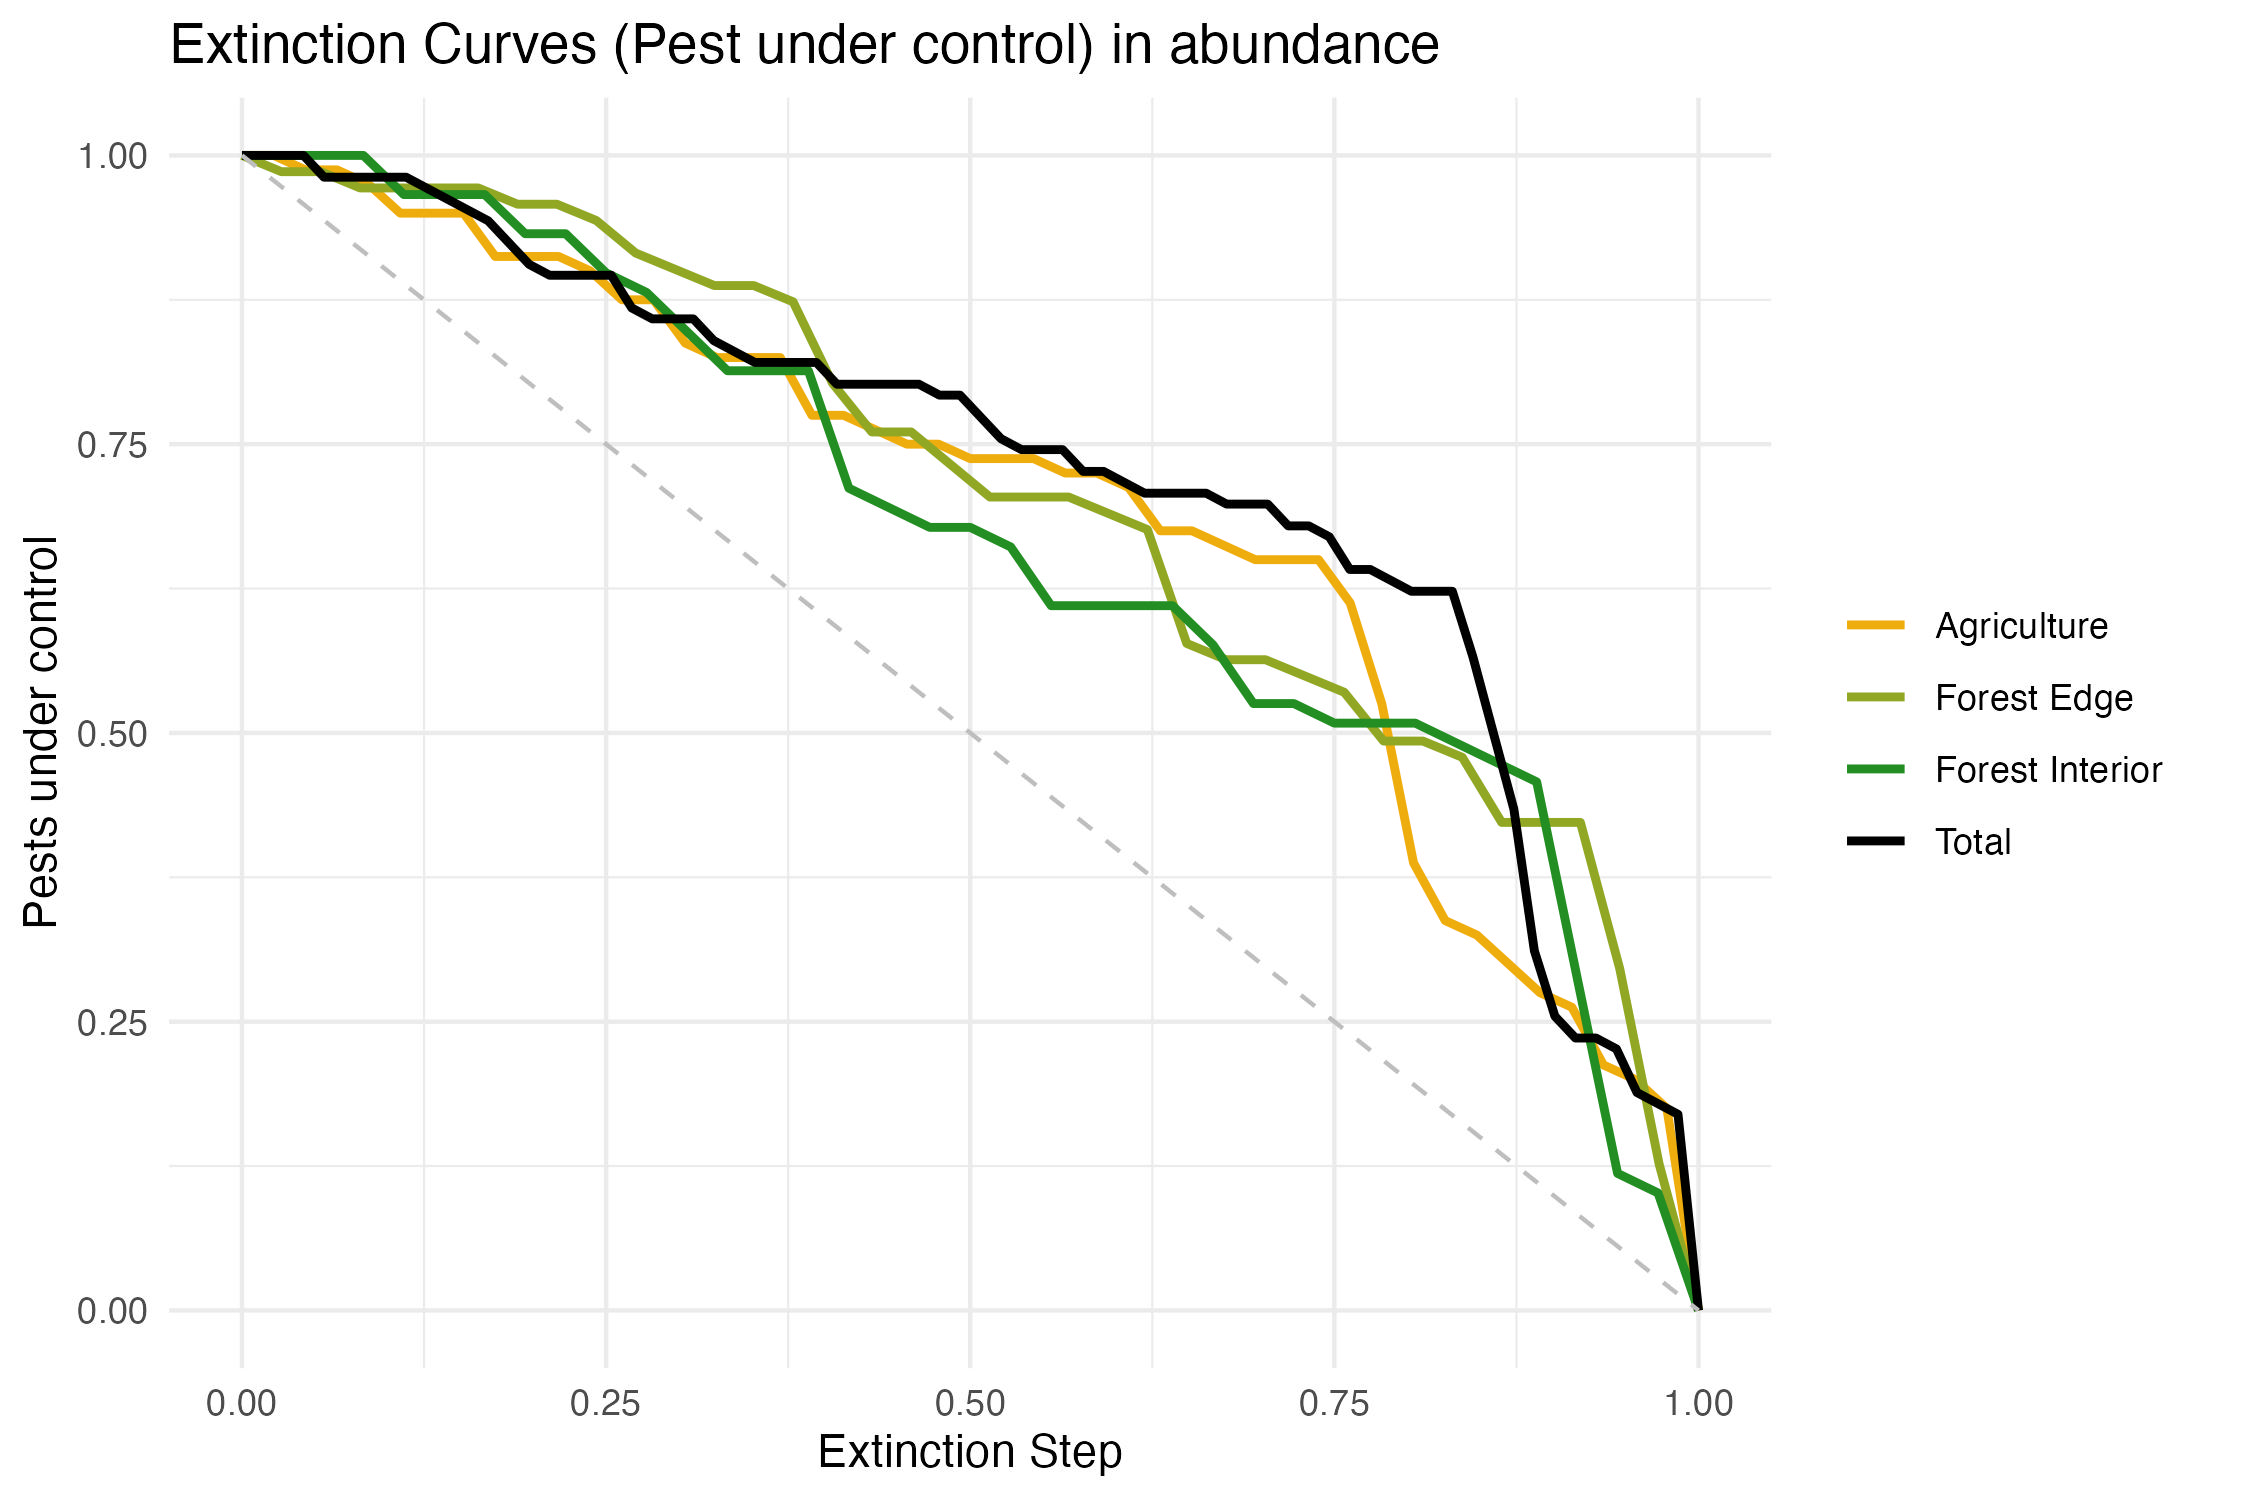 Extinction Curves (Pest under control) in abundance
Pests under control
1.00
0.75
0.50
0.25
0.00
0.00
0.25
0.50
0.75
1.00
Extinction Step
Agriculture
Forest Edge
Forest Interior
Total